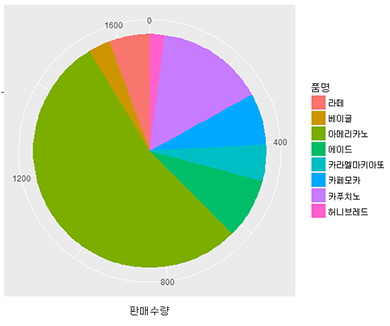 0
1600
400
1200
800
판매수량
품명
라떼
베이글
아메리카노
에이드
카라멜마키아또
카페모카
카푸치노
허니브레드